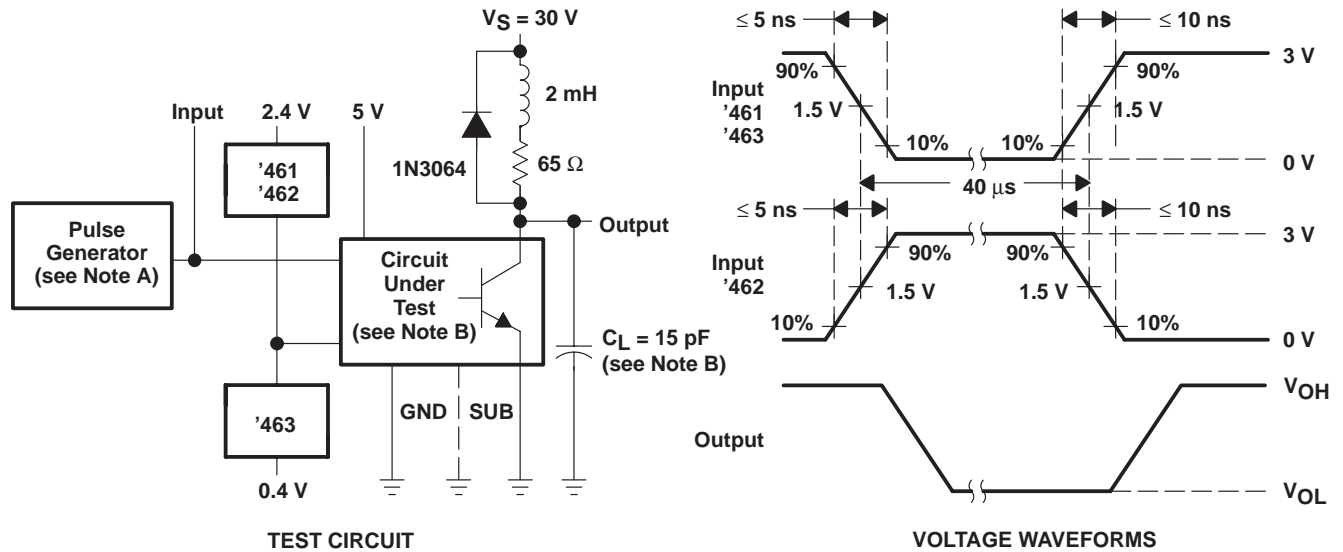 VS = 30 V
2 mH
65 Ω
1N3064
Input
2.4 V
5 V
'461
'462
Pulse
Generator
(see Note A)
Circuit
Under
Test
(see Note B)
Output
CL = 15 pF
(see Note B)
'463
GND
SUB
0.4 V
TEST CIRCUIT
≤ 5 ns
≤ 10 ns
3 V
90%
90%
Input
'461
'463
1.5 V
1.5 V
10%
10%
0 V
40 μs
≤ 5 ns
≤ 10 ns
3 V
90%
90%
Input
'462
1.5 V
1.5 V
10%
10%
0 V
VOH
Output
VOL
VOLTAGE WAVEFORMS